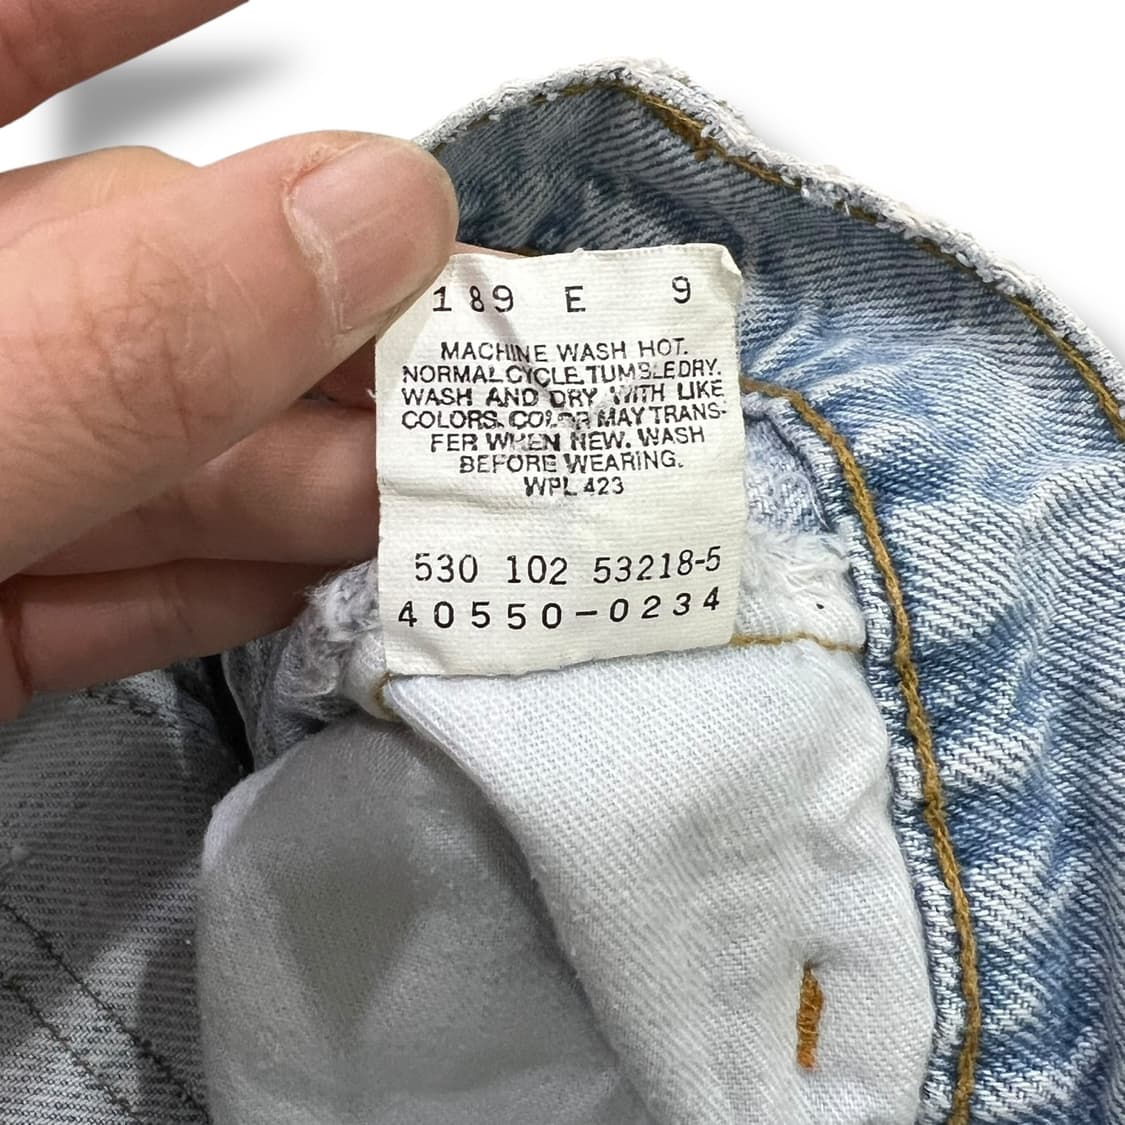 189 E 9
MACHINE WASH HOT.
NORMAL CYCLE. TUMBLE DRY.
WASH AND DRY WITH LIKE
COLORS. COLOR MAY TRANS-
FER WHEN NEW. WASH
BEFORE WEARING.
WPL 423
530 102 53218-5
40550-0234